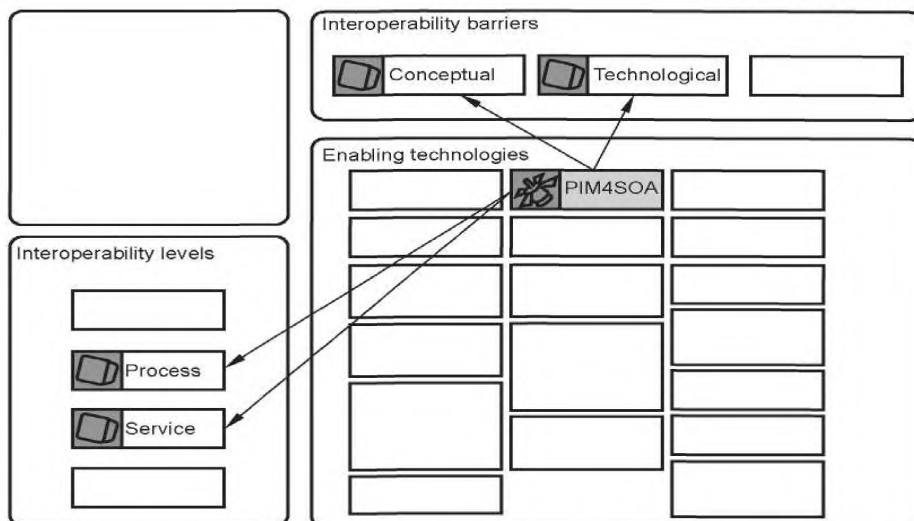 Interoperability barriers
Conceptual
Technological
Enabling technologies
PIM4SOA
Interoperability levels
Process
Service